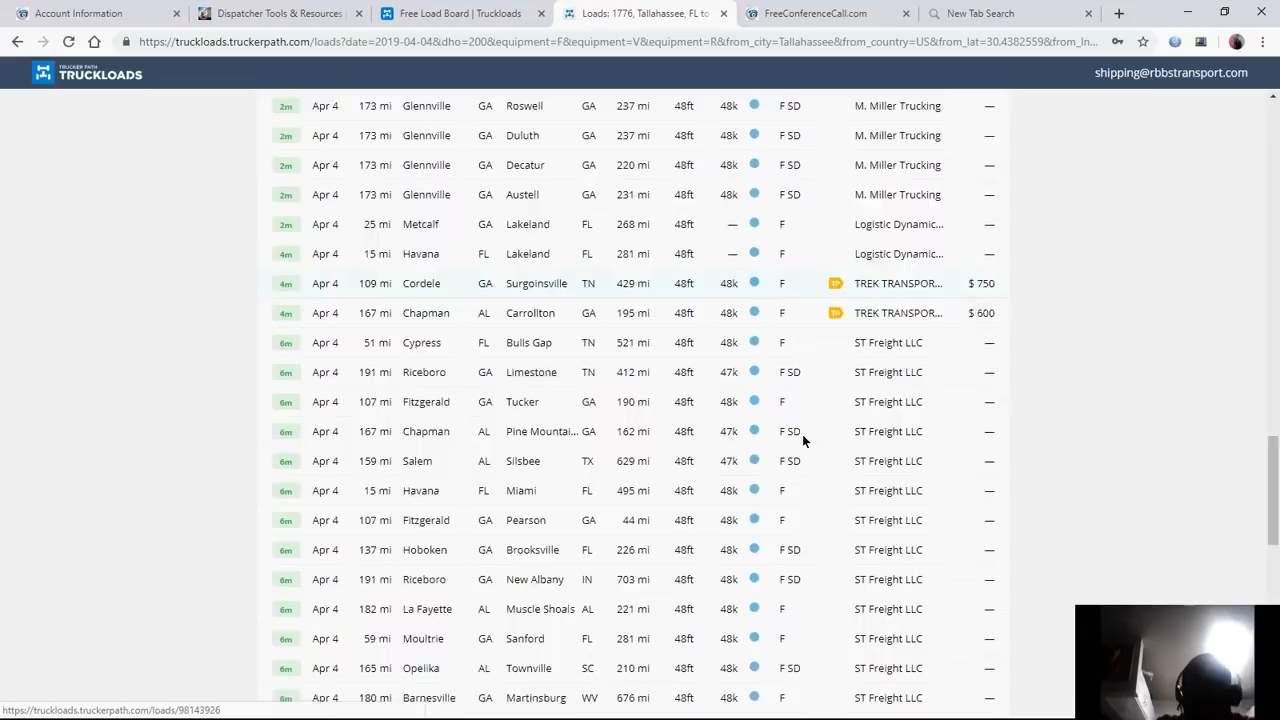 Account Information
Dispatcher Tools & Resources
Free Load Board | Truckloads
Loads: 1776, Tallahassee, FL to
FreeConferenceCall.com
New Tab Search
https://truckloads.truckerpath.com/loads?date=2019-04-04&dho=200&equipment=F&equipment=V&equipment=R&from_city=Tallahassee&from_country=US&from_lat=30.4382559&from_ln...
TRUCKER PATH
TRUCKLOADS
shipping@rbbstransport.com
2m Apr 4 173 mi Glennville GA Roswell GA 237 mi 48ft 48k F SD M. Miller Trucking —
2m Apr 4 173 mi Glennville GA Duluth GA 237 mi 48ft 48k F SD M. Miller Trucking —
2m Apr 4 173 mi Glennville GA Decatur GA 220 mi 48ft 48k F SD M. Miller Trucking —
2m Apr 4 173 mi Glennville GA Austell GA 231 mi 48ft 48k F SD M. Miller Trucking —
2m Apr 4 25 mi Metcalf GA Lakeland FL 268 mi 48ft — F Logistic Dynamic... —
4m Apr 4 15 mi Havana FL Lakeland FL 281 mi 48ft — F Logistic Dynamic... —
4m Apr 4 109 mi Cordele GA Surgoinsville TN 429 mi 48ft 48k F TP TREK TRANSPOR... $ 750
4m Apr 4 167 mi Chapman AL Carrollton GA 195 mi 48ft 48k F TP TREK TRANSPOR... $ 600
6m Apr 4 51 mi Cypress FL Bulls Gap TN 521 mi 48ft 48k F ST Freight LLC —
6m Apr 4 191 mi Riceboro GA Limestone TN 412 mi 48ft 47k F SD ST Freight LLC —
6m Apr 4 107 mi Fitzgerald GA Tucker GA 190 mi 48ft 48k F ST Freight LLC —
6m Apr 4 167 mi Chapman AL Pine Mountai... GA 162 mi 48ft 47k F SD ST Freight LLC —
6m Apr 4 159 mi Salem AL Silsbee TX 629 mi 48ft 47k F SD ST Freight LLC —
6m Apr 4 15 mi Havana FL Miami FL 495 mi 48ft 48k F ST Freight LLC —
6m Apr 4 107 mi Fitzgerald GA Pearson GA 44 mi 48ft 48k F ST Freight LLC —
6m Apr 4 137 mi Hoboken GA Brooksville FL 226 mi 48ft 48k F SD ST Freight LLC —
6m Apr 4 191 mi Riceboro GA New Albany IN 703 mi 48ft 47k F SD ST Freight LLC —
6m Apr 4 182 mi La Fayette AL Muscle Shoals AL 221 mi 48ft 48k F ST Freight LLC —
6m Apr 4 59 mi Moultrie GA Sanford FL 281 mi 48ft 48k F ST Freight LLC —
6m Apr 4 165 mi Opelika AL Townville SC 210 mi 48ft 48k F SD ST Freight LLC —
6m Apr 4 180 mi Barnesville GA Martinsburg WV 676 mi 48ft 48k F ST Freight LLC —
https://truckloads.truckerpath.com/loads/98143926